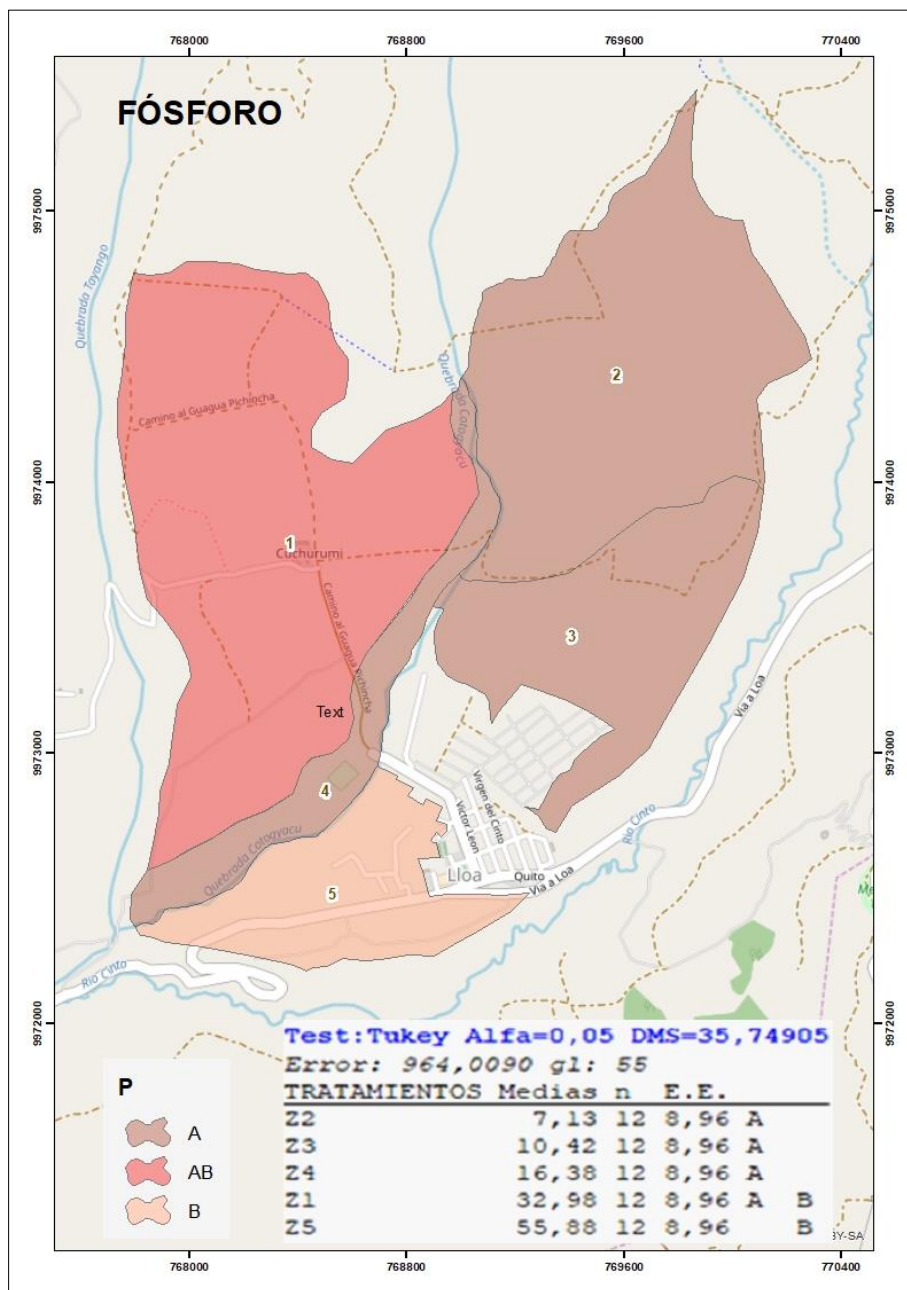 768000 768800 769600 770400
FÓSFORO
9975000 9975000
Quebrada Tayango
2
Quebrada Cotogyacu
Camino al Guagua Pichincha
9974000 9974000
1
Cuchurumi
Camino al Guagua Pichincha
3
Text
Via a Loa
9973000 9973000
4
Virgen del Cinto
Victor Leon
Rio Cinto
Quebrada Cotogyacu
Lloa
Quito
Via a Loa
5
Rio Cinto
9972000 9972000
Test:Tukey Alfa=0,05 DMS=35,74905
Error: 964,0090 gl: 55
TRATAMIENTOS Medias n E.E.
Z2 7,13 12 8,96 A
Z3 10,42 12 8,96 A
Z4 16,38 12 8,96 A
Z1 32,98 12 8,96 A B
Z5 55,88 12 8,96 B
P
A
AB
B
BY-SA
768000 768800 769600 770400